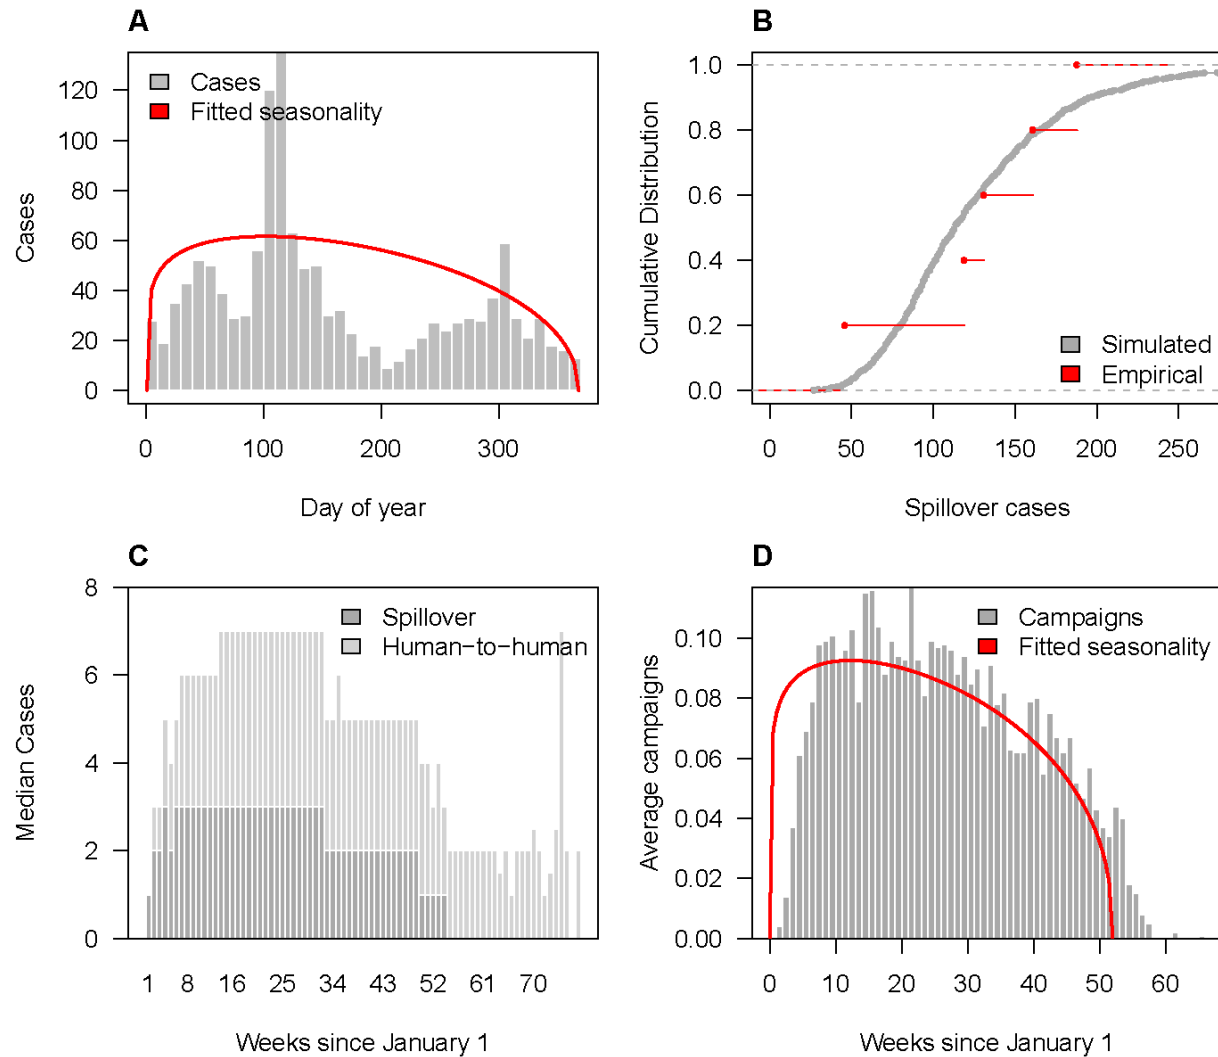 A
Cases
Fitted seasonality
120
100
80
60
40
20
0
Cases
0 100 200 300
Day of year
B
1.0
0.8
0.6
0.4
0.2
0.0
Cumulative Distribution
Simulated
Empirical
0 50 100 150 200 250
Spillover cases
C
8
6
4
2
0
Median Cases
Spillover
Human−to−human
1 8 16 25 34 43 52 61 70
Weeks since January 1
D
0.10
0.08
0.06
0.04
0.02
0.00
Average campaigns
Campaigns
Fitted seasonality
0 10 20 30 40 50 60
Weeks since January 1